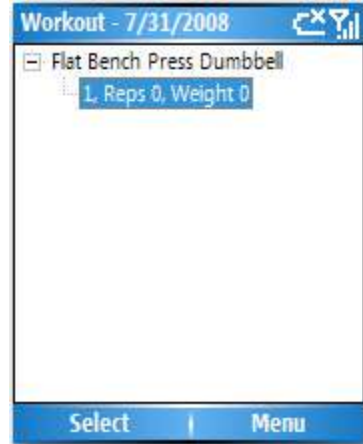 Workout - 7/31/2008
Flat Bench Press Dumbbell
1, Reps 0, Weight 0
Select
Menu